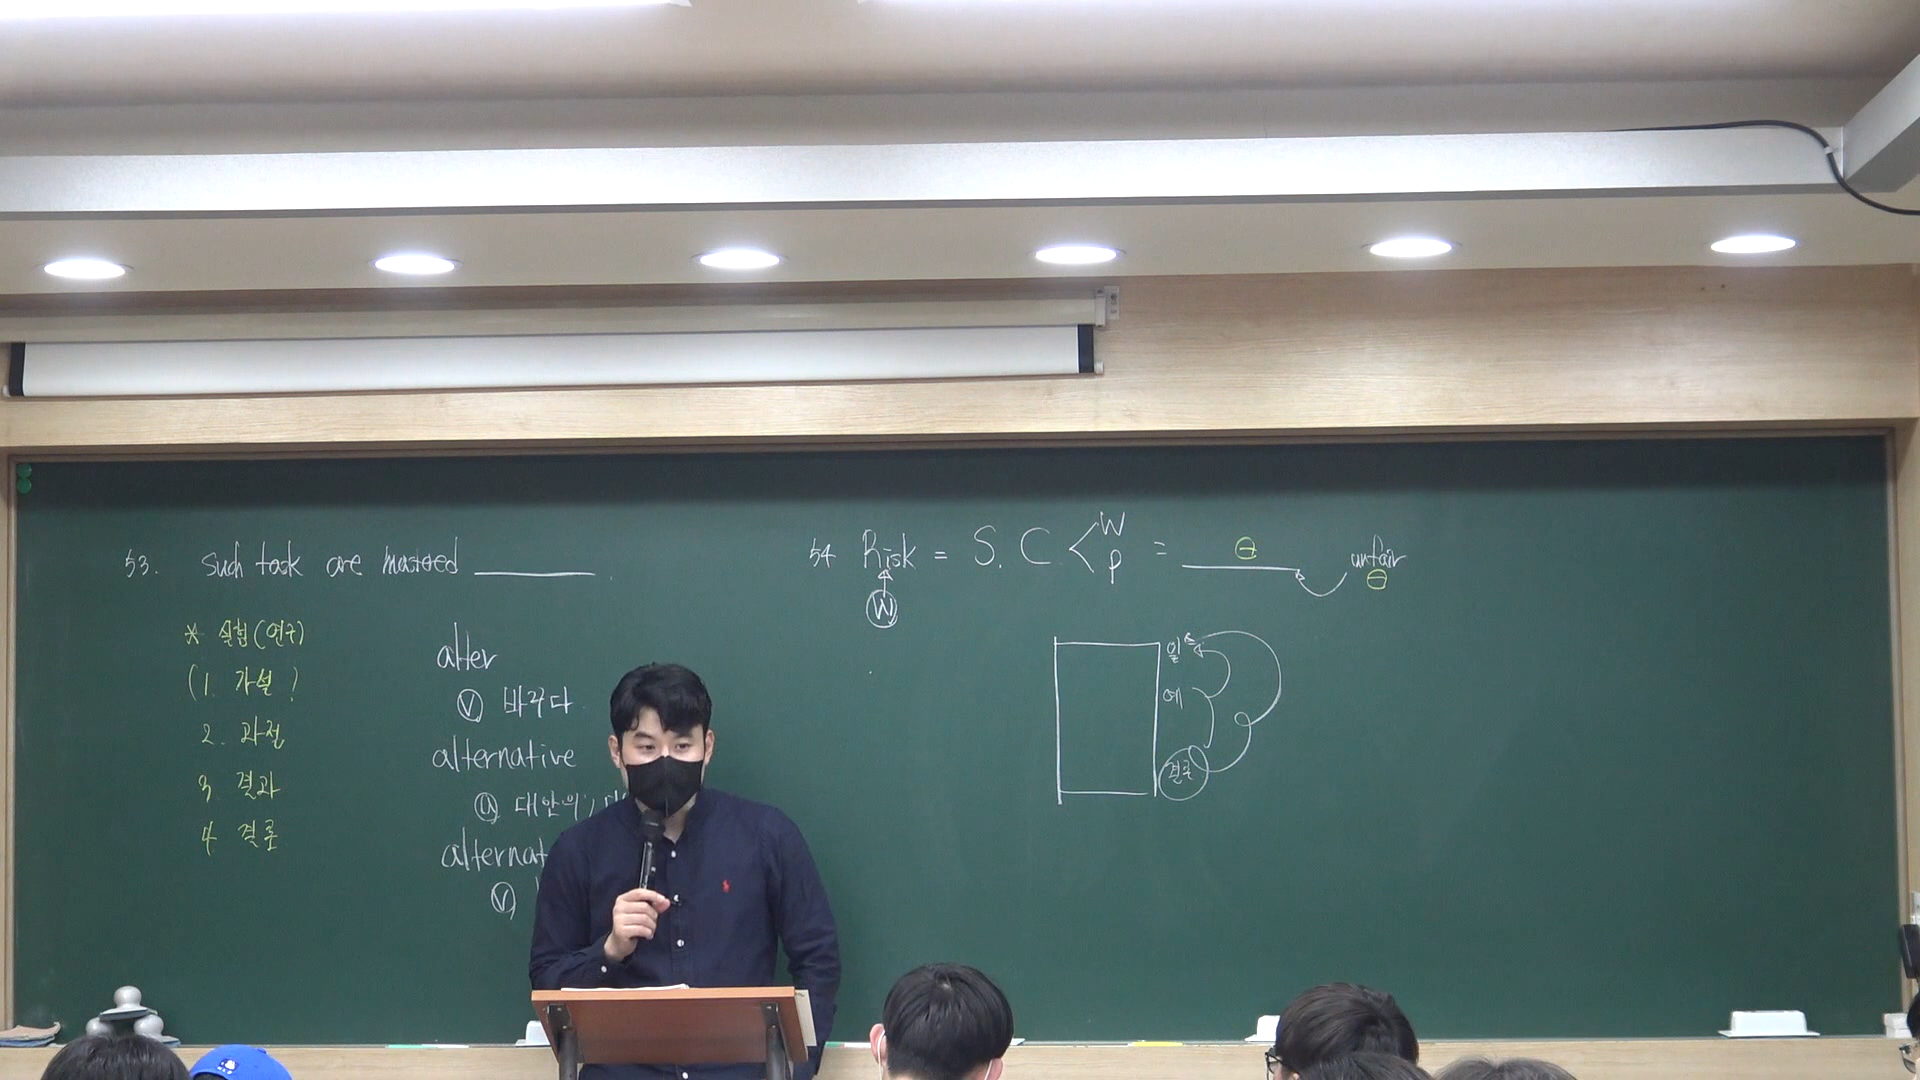 53. such task are mastered ______.
* 실험(연구)
(1. 가설)
2. 과정
3. 결과
4 결론
alter
ⓥ 바꾸다
alternative
ⓐ 대안의,
alternat
ⓥ
54 Risk = S.C. < W P = ⊖ unfair ⊖
Ⓦ
예
결론